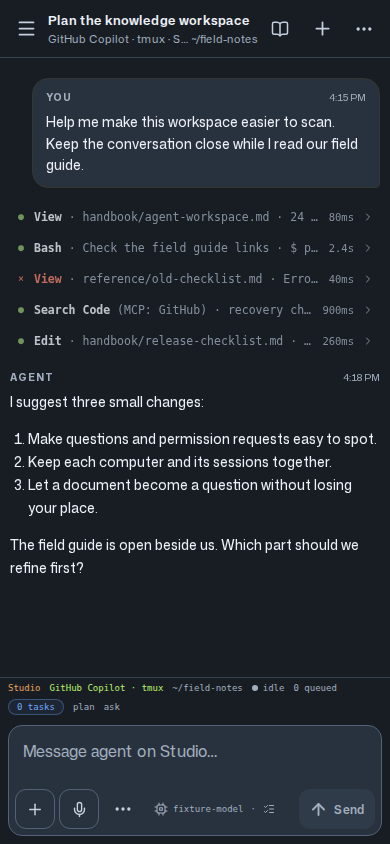 Plan the knowledge workspace
GitHub Copilot · tmux · S… ~/field-notes
YOU 4:15 PM
Help me make this workspace easier to scan.
Keep the conversation close while I read our field
guide.
View · handbook/agent-workspace.md · 24 … 80ms
Bash · Check the field guide links · $ p… 2.4s
× View · reference/old-checklist.md · Erro… 40ms
Search Code (MCP: GitHub) · recovery ch… 900ms
Edit · handbook/release-checklist.md · … 260ms
AGENT 4:18 PM
I suggest three small changes:
1. Make questions and permission requests easy to spot.
2. Keep each computer and its sessions together.
3. Let a document become a question without losing
your place.
The field guide is open beside us. Which part should we
refine first?
Studio GitHub Copilot · tmux ~/field-notes ● idle 0 queued
0 tasks plan ask
Message agent on Studio…
fixture-model · Send